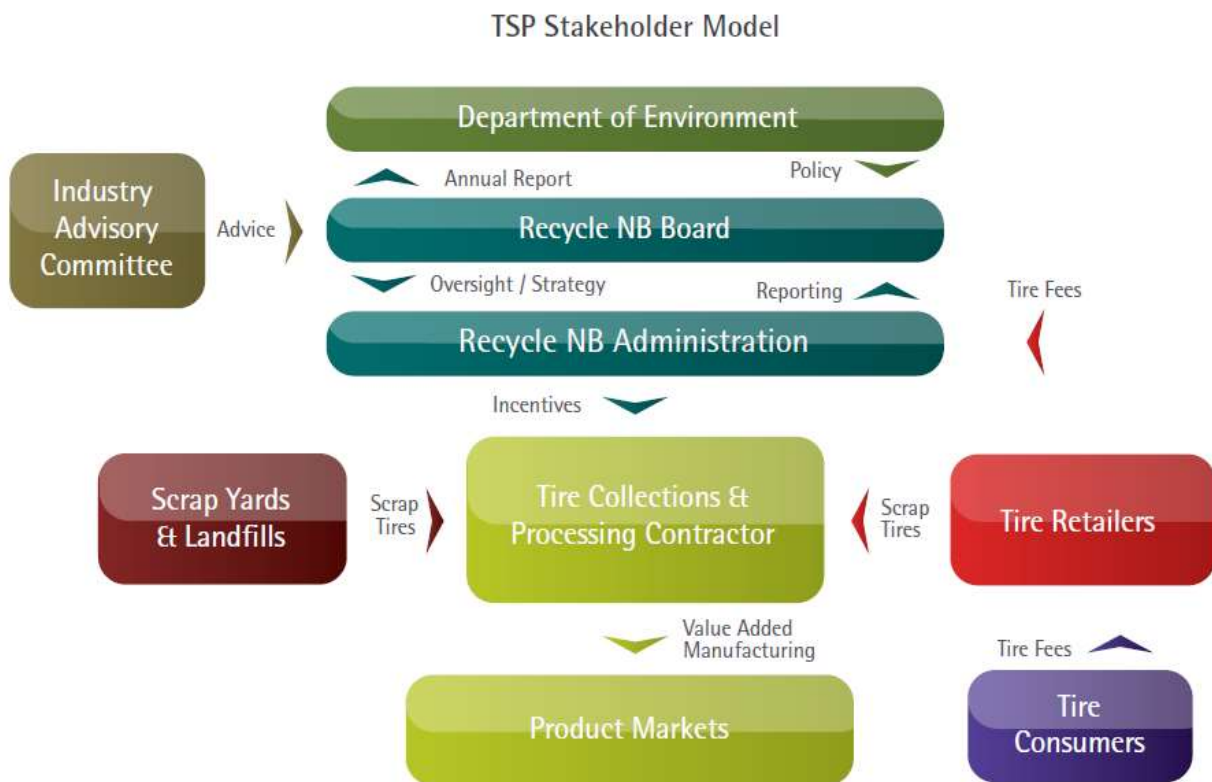 TSP Stakeholder Model
Department of Environment
Annual Report
Policy
Industry
Advisory
Committee
Advice
Recycle NB Board
Oversight / Strategy
Reporting
Tire Fees
Recycle NB Administration
Incentives
Scrap Yards
& Landfills
Scrap
Tires
Tire Collections &
Processing Contractor
Scrap
Tires
Tire Retailers
Value Added
Manufacturing
Tire Fees
Product Markets
Tire
Consumers